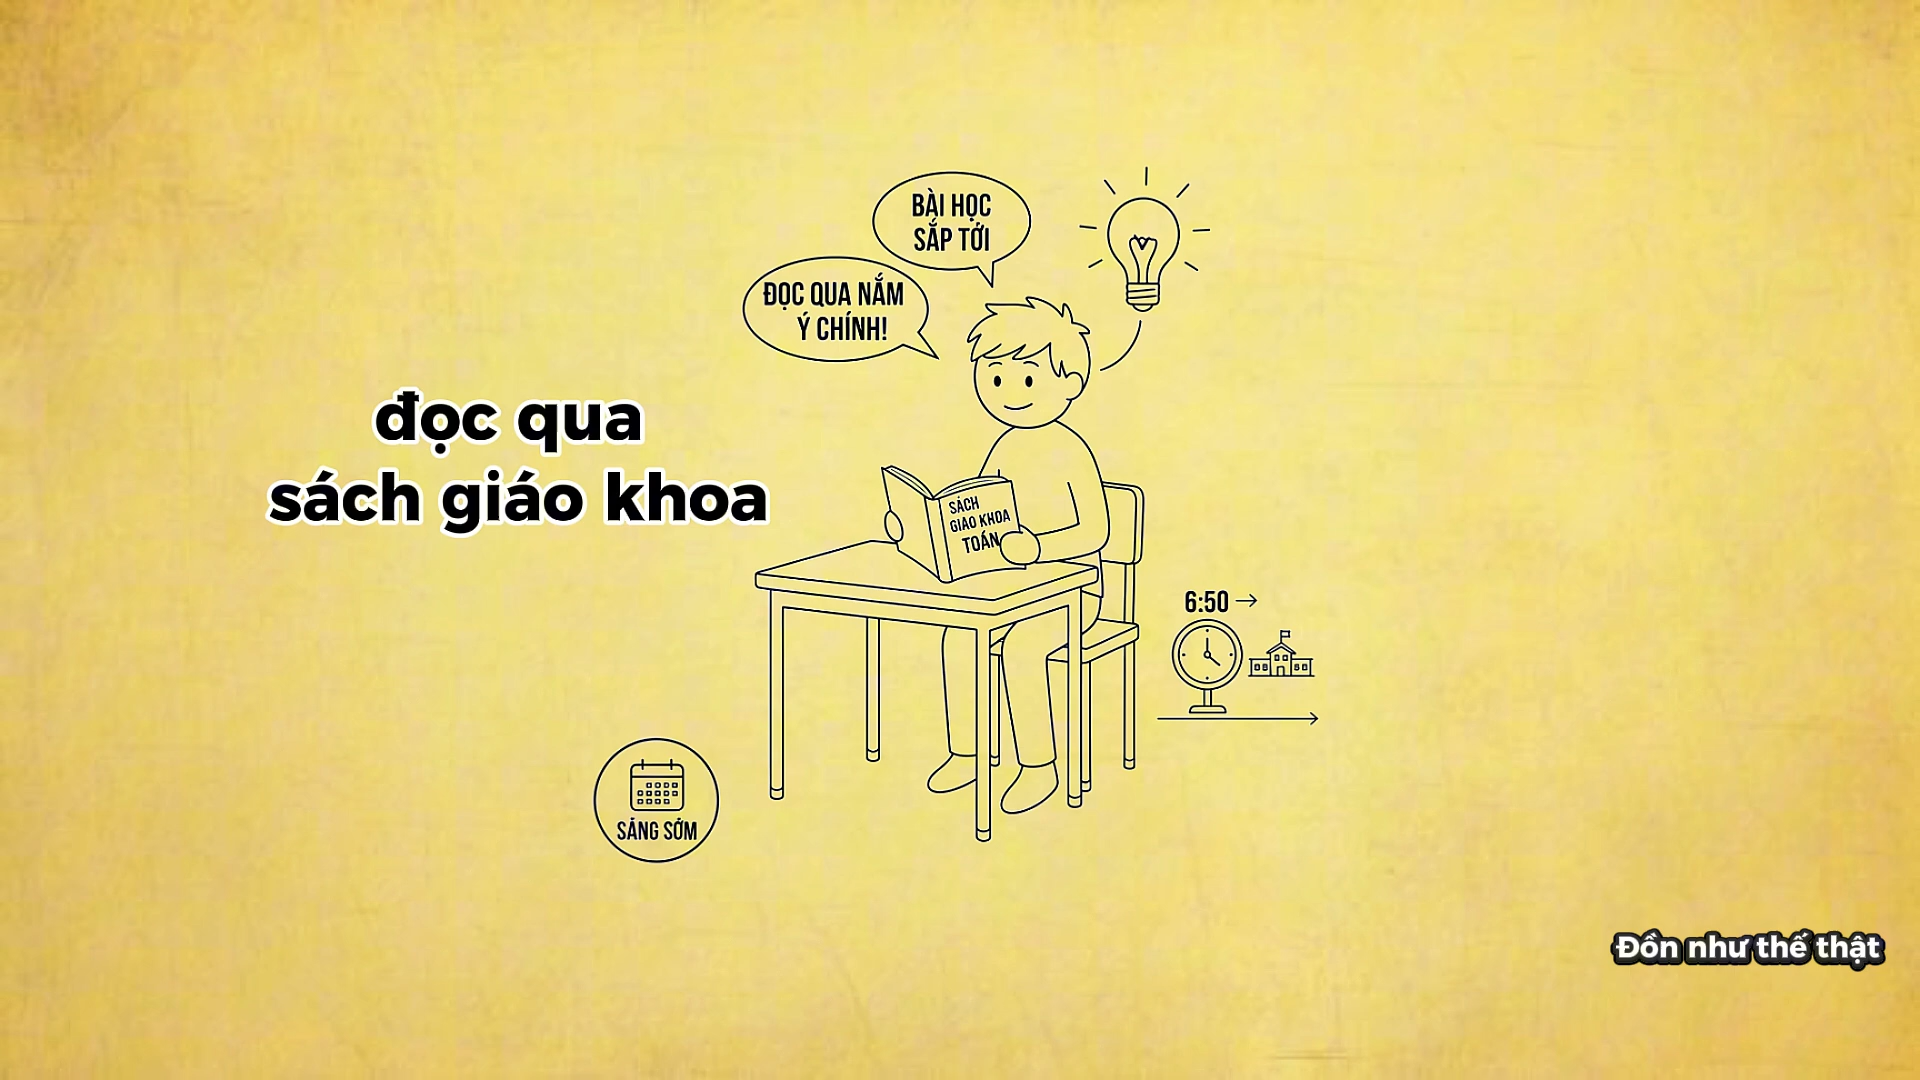 BÀI HỌC
SẮP TỚI
ĐỌC QUA NẮM
Ý CHÍNH!
đọc qua
sách giáo khoa
SÁCH
GIÁO KHOA
TOÁN
6:50
SĂNG SỚM
Đồn như thế thật